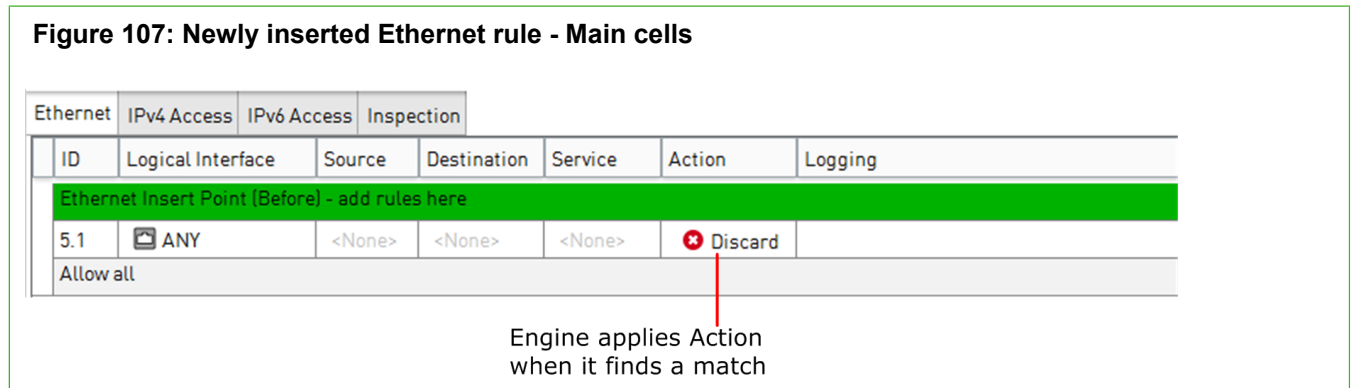 Figure 107: Newly inserted Ethernet rule - Main cells
Ethernet IPv4 Access IPv6 Access Inspection
ID Logical Interface Source Destination Service Action Logging
Ethernet Insert Point (Before) - add rules here
5.1 ANY <None> <None> <None> Discard
Allow all
Engine applies Action
when it finds a match